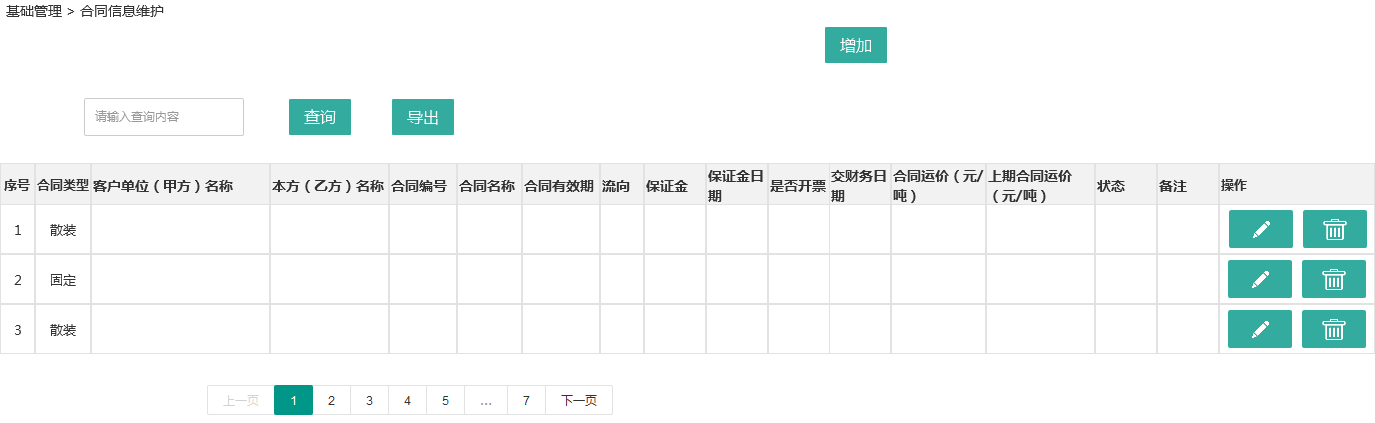 基础管理 > 合同信息维护
增加
请输入查询内容 查询 导出
序号 合同类型 客户单位（甲方）名称 本方（乙方）名称 合同编号 合同名称 合同有效期 流向 保证金 保证金日期 是否开票 交财务日期 合同运价（元/吨） 上期合同运价（元/吨） 状态 备注 操作
1 散装
2 固定
3 散装
上一页 1 2 3 4 5 ... 7 下一页